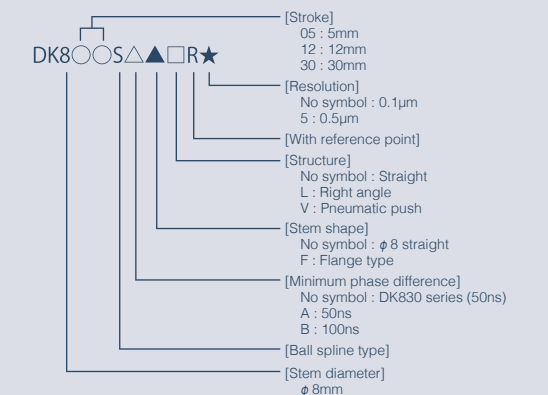 [Stroke]
05 : 5mm
12 : 12mm
30 : 30mm
DK8○○S△▲□R★
[Resolution]
No symbol : 0.1μm
5 : 0.5μm
[With reference point]
[Structure]
No symbol : Straight
L : Right angle
V : Pneumatic push
[Stem shape]
No symbol : ϕ8 straight
F : Flange type
[Minimum phase difference]
No symbol : DK830 series (50ns)
A : 50ns
B : 100ns
[Ball spline type]
[Stem diameter]
ϕ8mm